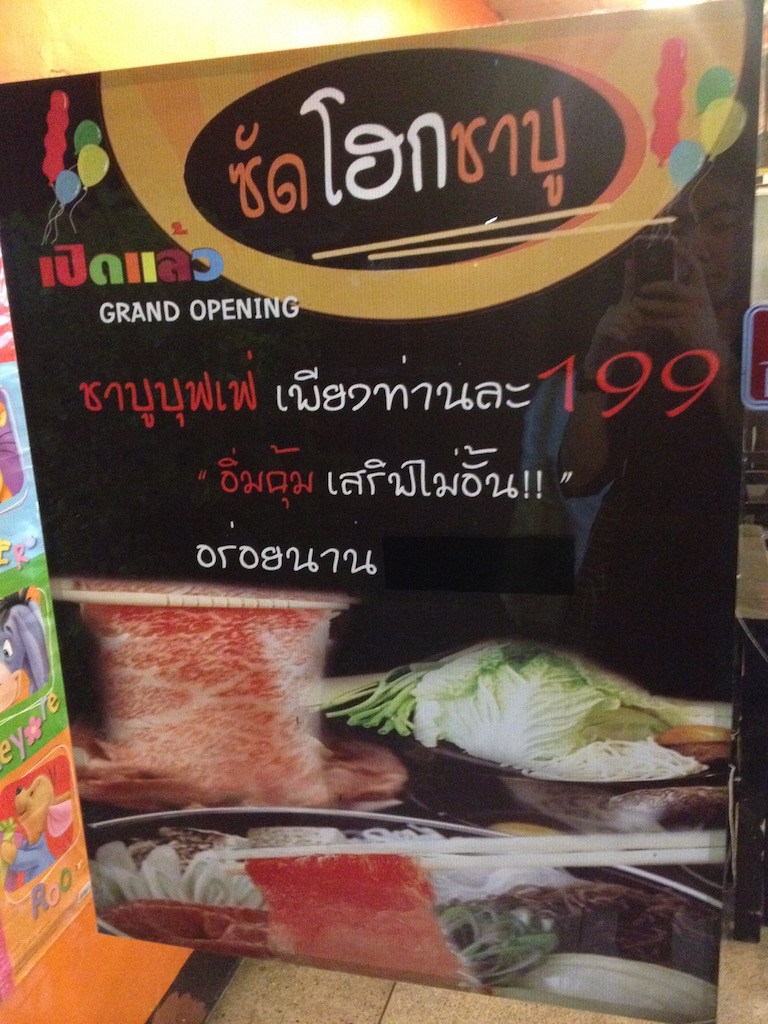 ซัดโฮกชาบู
เปิดแล้ว
GRAND OPENING
ชาบูบุฟเฟ่ เพียงท่านละ 199
“ อิ่มคุ้ม เสริฟไม่อั้น!! ”
อร่อยนาน
ROO